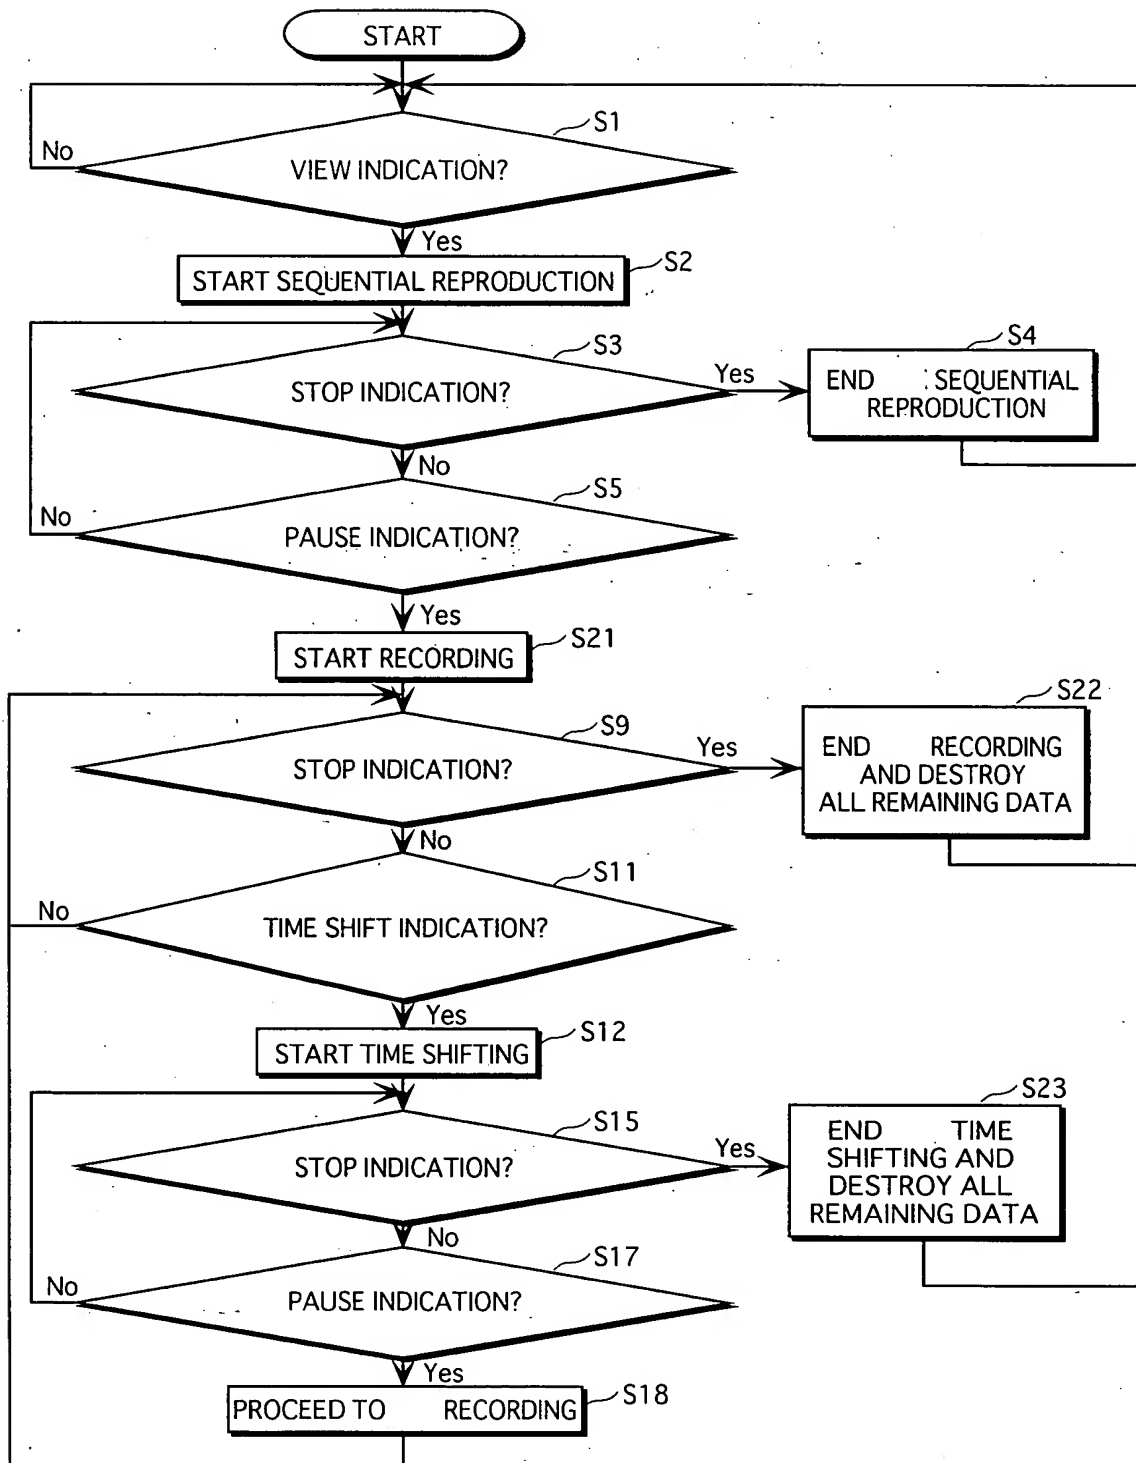 START
S1
No
VIEW INDICATION?
Yes
START SEQUENTIAL REPRODUCTION
S2
S3
STOP INDICATION?
Yes
S4
END SEQUENTIAL
REPRODUCTION
No
S5
No
PAUSE INDICATION?
Yes
START RECORDING
S21
S9
STOP INDICATION?
Yes
S22
END RECORDING
AND DESTROY
ALL REMAINING DATA
No
S11
No
TIME SHIFT INDICATION?
Yes
START TIME SHIFTING
S12
S15
STOP INDICATION?
Yes
S23
END TIME
SHIFTING AND
DESTROY ALL
REMAINING DATA
No
S17
No
PAUSE INDICATION?
Yes
PROCEED TO RECORDING
S18